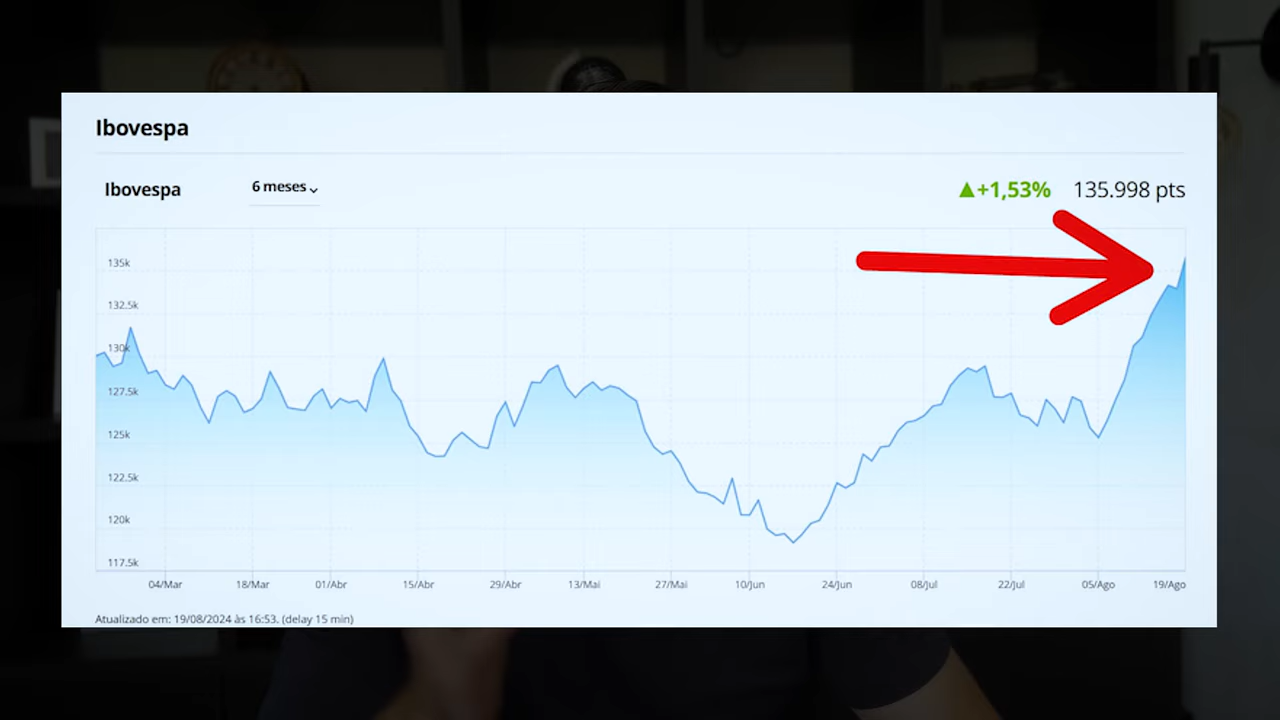 Ibovespa
Ibovespa 6 meses +1,53% 135.998 pts
135k
132.5k
130k
127.5k
125k
122.5k
120k
117.5k
04/Mar 18/Mar 01/Abr 15/Abr 29/Abr 13/Mai 27/Mai 10/Jun 24/Jun 08/Jul 22/Jul 05/Ago 19/Ago
Atualizado em: 19/08/2024 às 16:53. (delay 15 min)